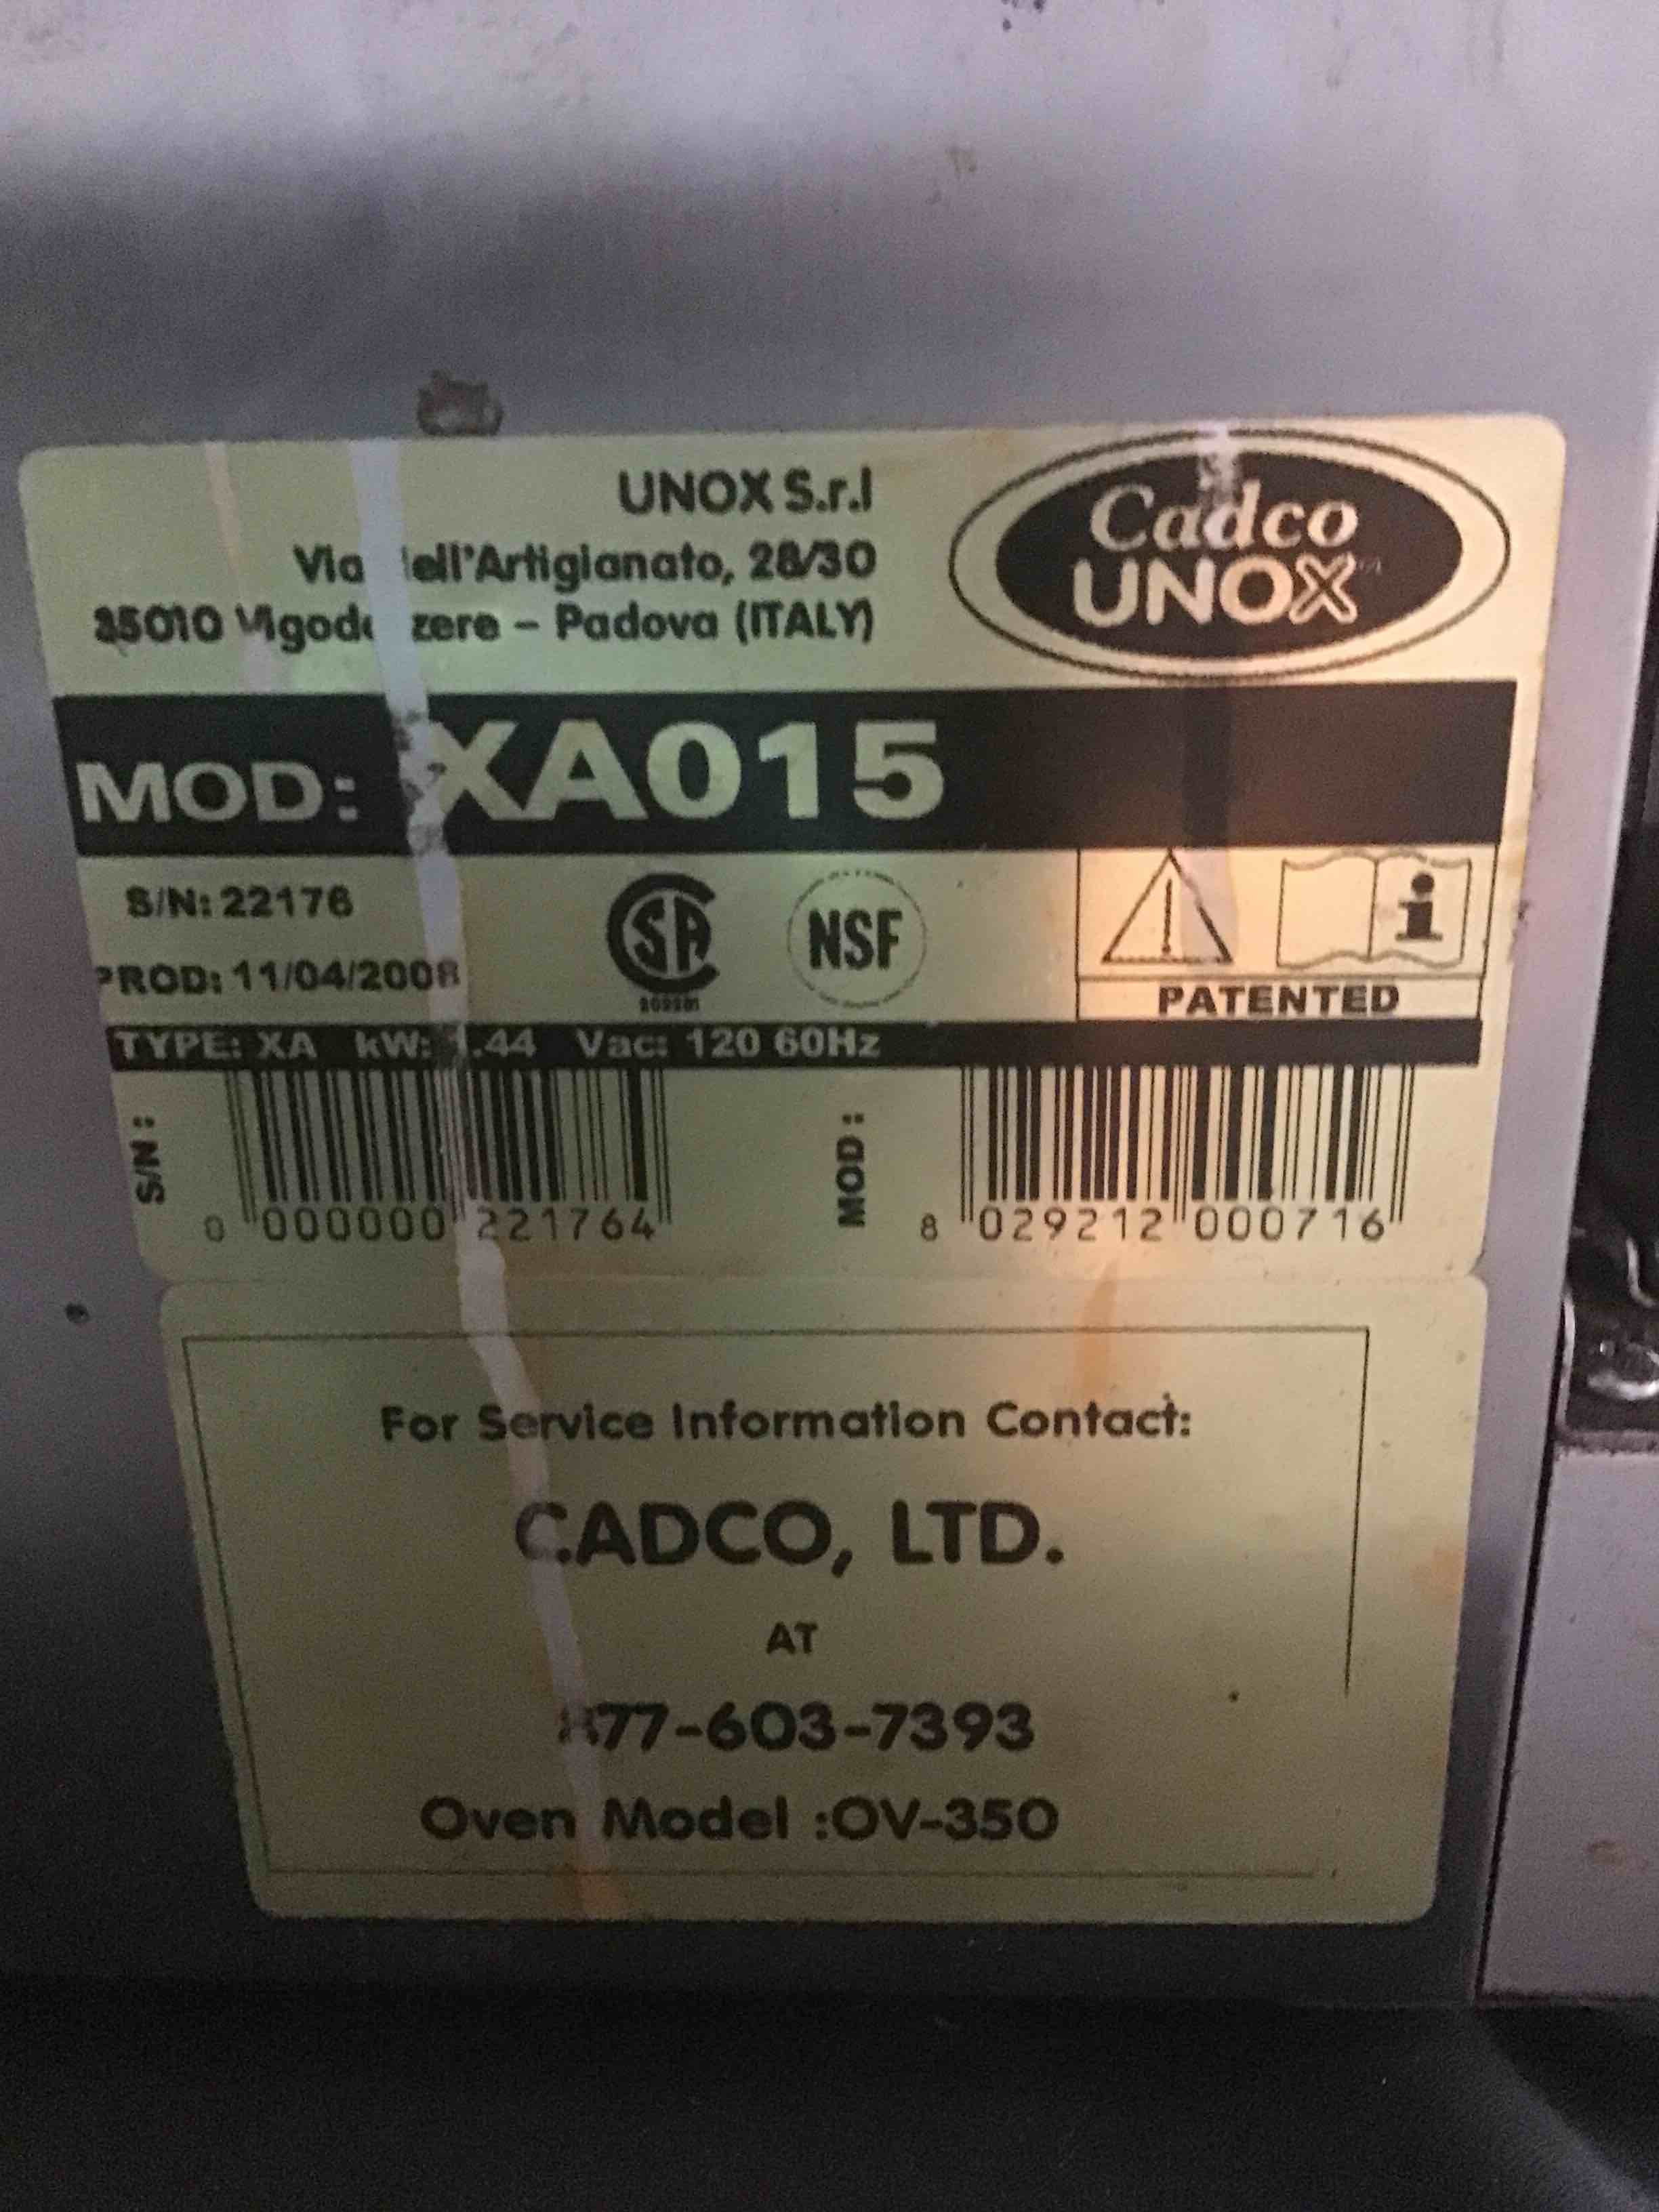 UNOX S.r.l
Via dell'Artigianato, 28/30
35010 Vigodarzere – Padova (ITALY)
Cadco
UNOX™
MOD: XA015
S/N: 22176
PROD: 11/04/2008
SA
NSF
i
PATENTED
TYPE: XA kW: 1.44 Vac: 120 60Hz
S/N:
0 000000 221764
MOD:
8 029212 000716
For Service Information Contact:
CADCO, LTD.
AT
877-603-7393
Oven Model :OV-350